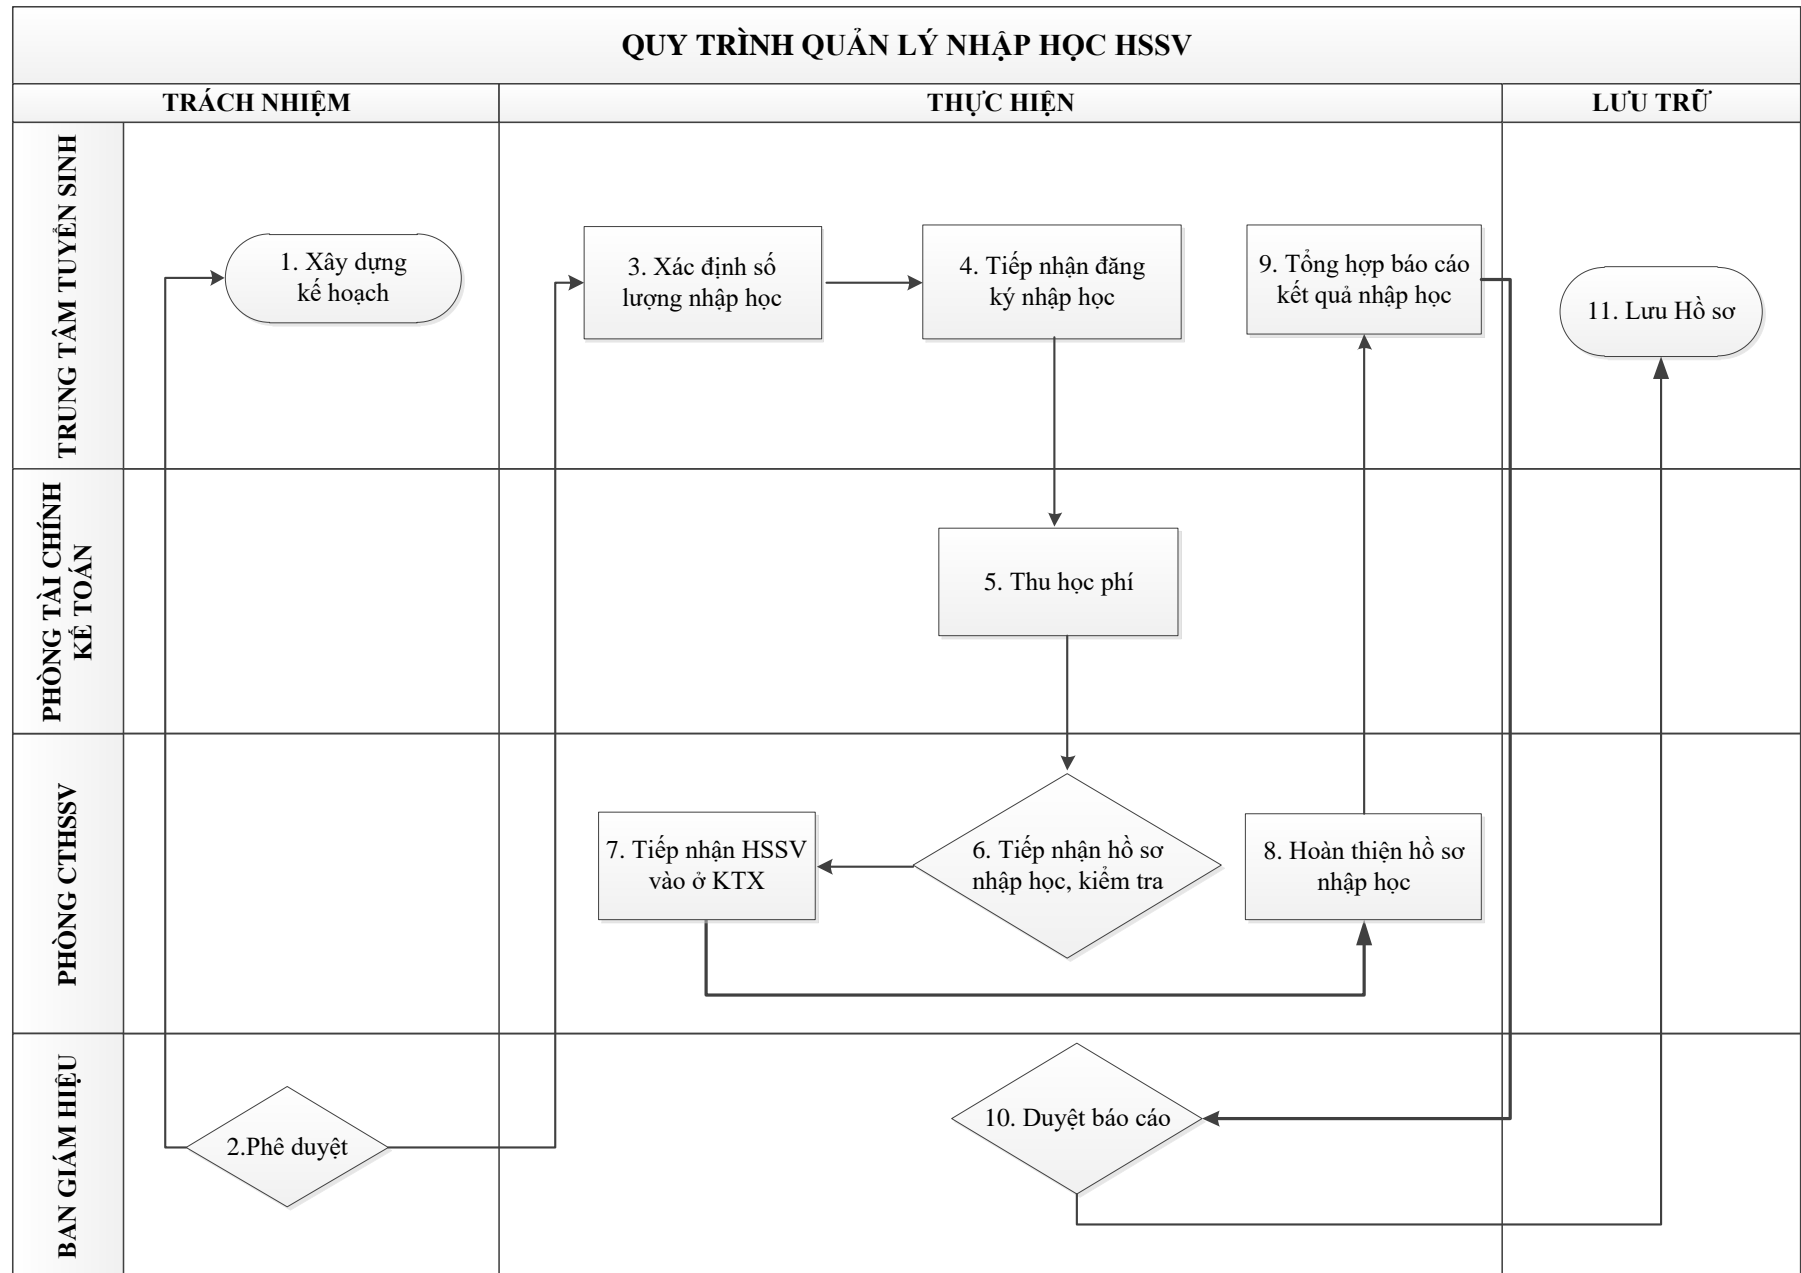 QUY TRÌNH QUẢN LÝ NHẬP HỌC HSSV
TRÁCH NHIỆM
THỰC HIỆN
LƯU TRỮ
TRUNG TÂM TUYỂN SINH
1. Xây dựng
kế hoạch
3. Xác định số
lượng nhập học
4. Tiếp nhận đăng
ký nhập học
9. Tổng hợp báo cáo
kết quả nhập học
11. Lưu Hồ sơ
PHÒNG TÀI CHÍNH
KẾ TOÁN
5. Thu học phí
PHÒNG CTHSSV
7. Tiếp nhận HSSV
vào ở KTX
6. Tiếp nhận hồ sơ
nhập học, kiểm tra
8. Hoàn thiện hồ sơ
nhập học
BAN GIÁM HIỆU
2.Phê duyệt
10. Duyệt báo cáo